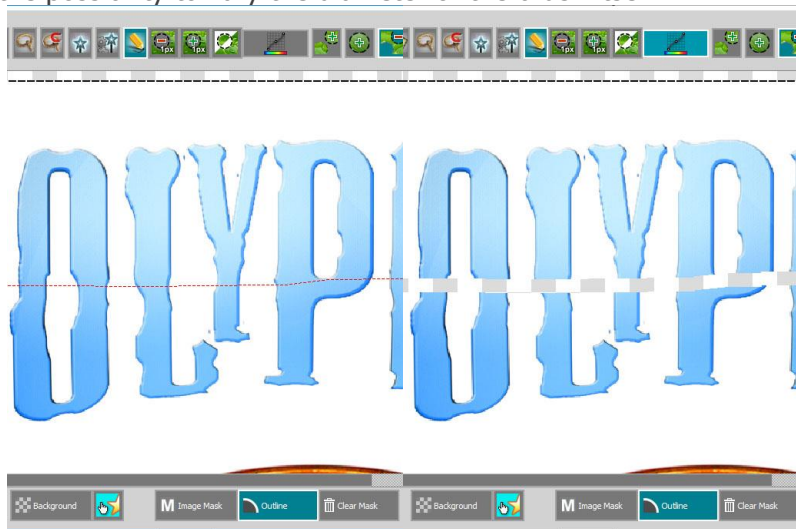 1px 1px 1px 1px
OLYP OLYP
Background Image Mask Outline Clear Mask Background Image Mask Outline Clear Mask